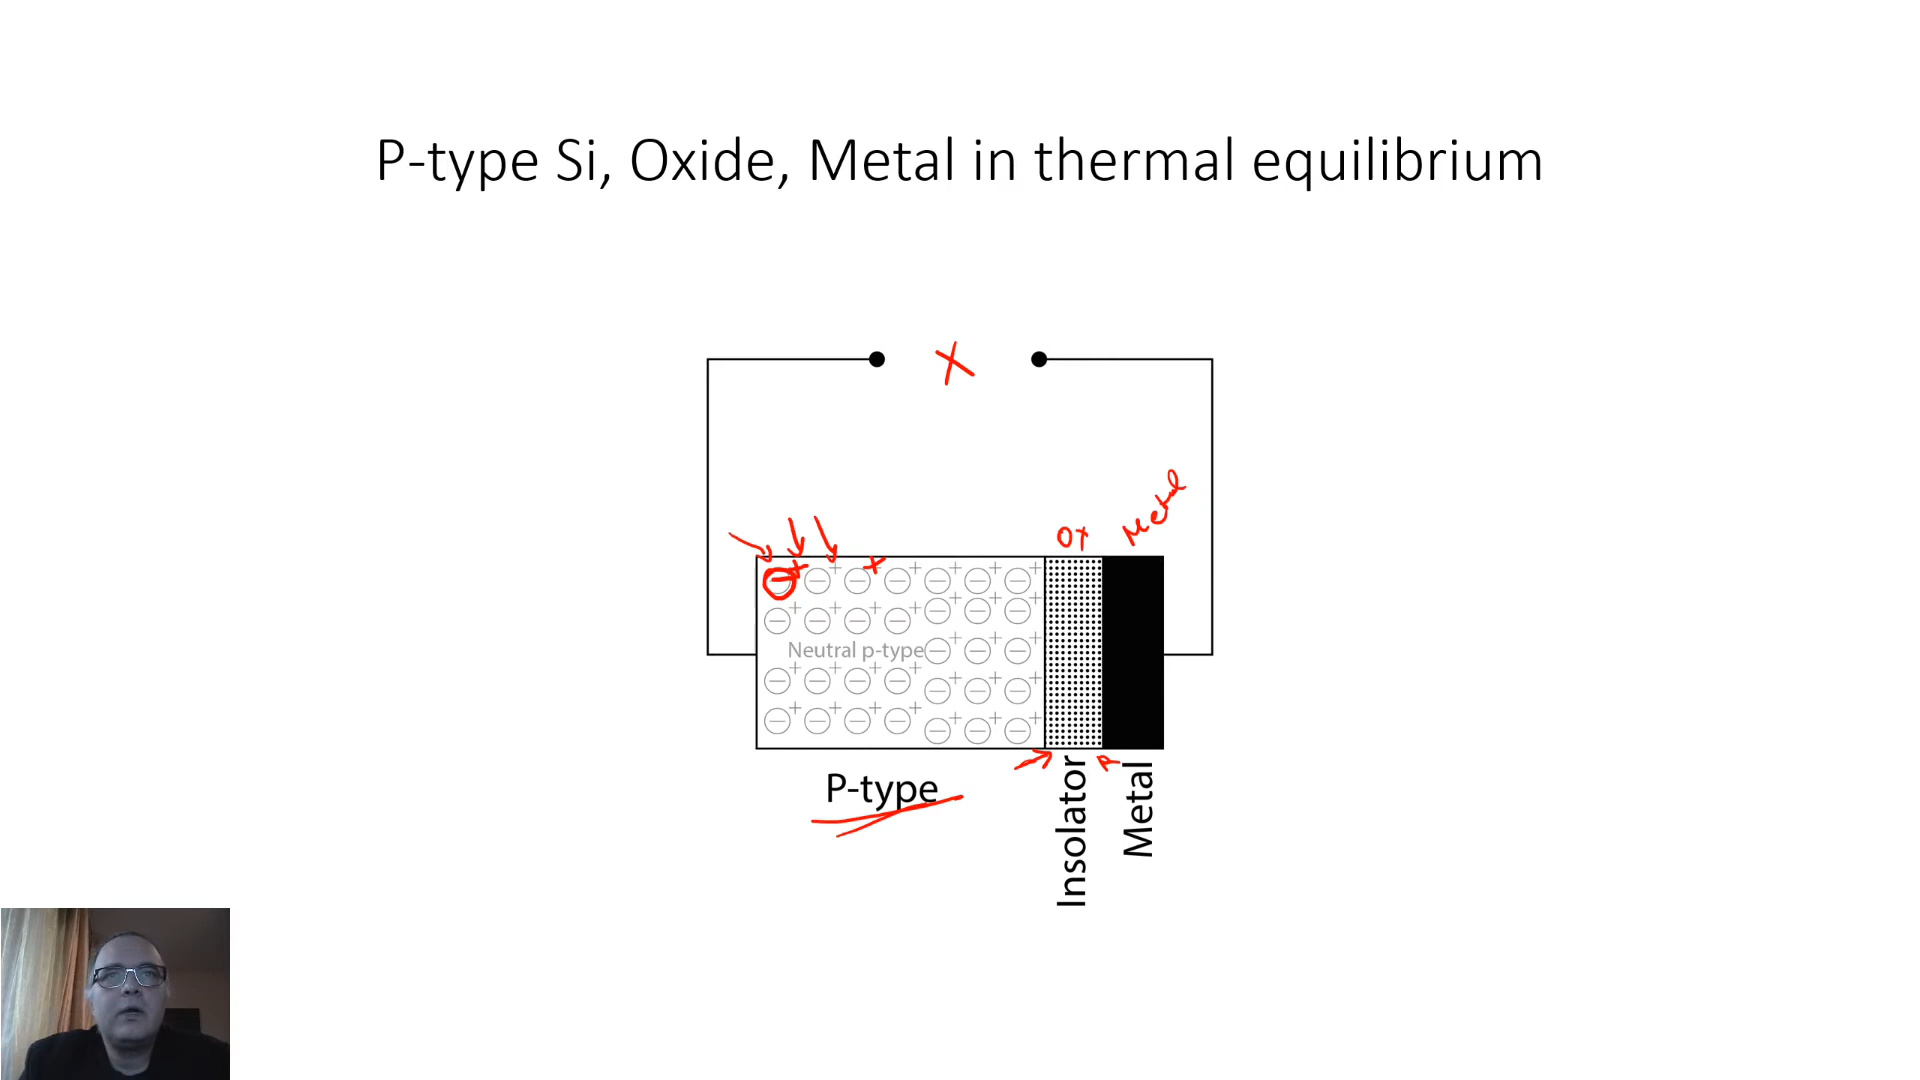 P-type Si, Oxide, Metal in thermal equilibrium
X
Metal
Ox
Neutral p-type
P-type
Insolator
Metal